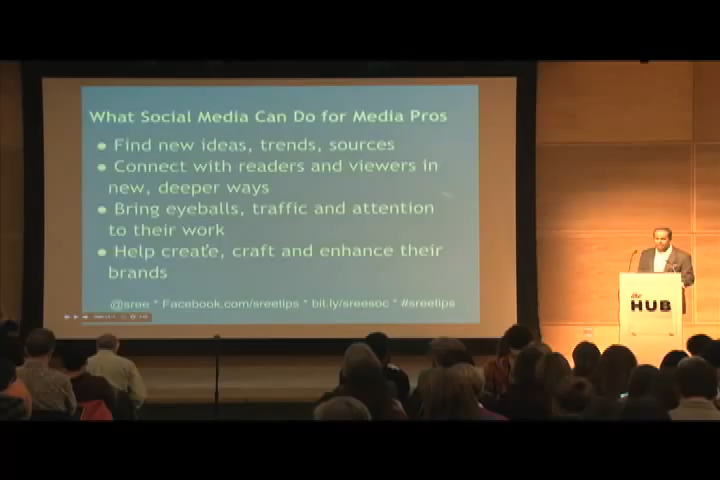 What Social Media Can Do for Media Pros
● Find new ideas, trends, sources
● Connect with readers and viewers in
new, deeper ways
● Bring eyeballs, traffic and attention
to their work
● Help create, craft and enhance their
brands
@sree * Facebook.com/sreetips * bit.ly/sreesoc * #sreetips
the
HUB